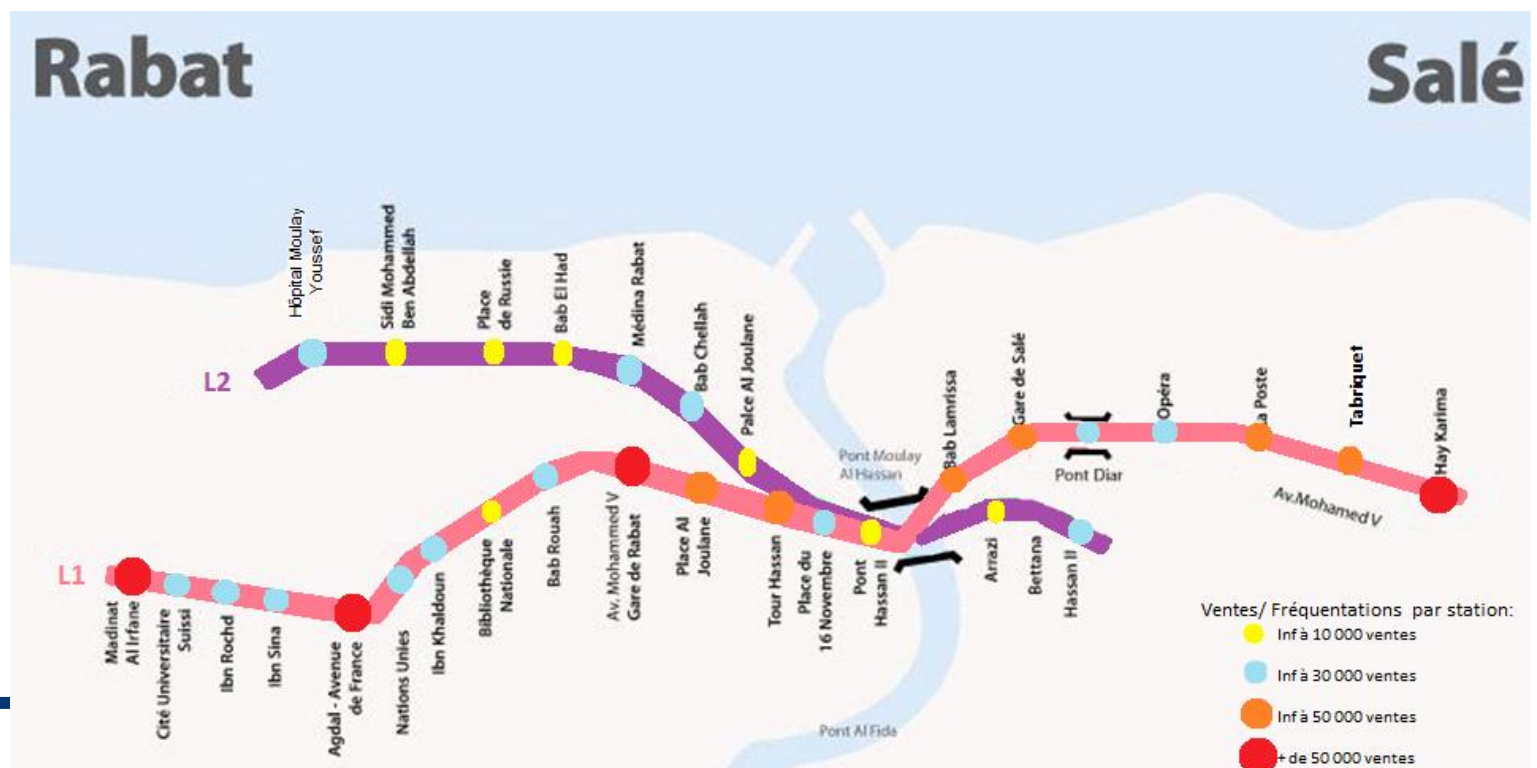 Rabat
Salé
Hôpital Moulay
Youssef
Sidi Mohammed
Ben Abdellah
Place
de Russie
Bab El Had
Médina Rabat
Bab Chellah
Palce Al Joulane
L2
Pont Moulay
Al Hassan
Bab Lamrissa
Gare de Salé
Pont Diar
Opéra
a Poste
Tabriquet
Hay Karima
Av.Mohamed V
L1
Madinat
Al Irfane
Cité Universitaire
Suissi
Ibn Rochd
Ibn Sina
Agdal - Avenue
de France
Nations Unies
Ibn Khaldoun
Bibliothèque
Nationale
Bab Rouah
Av. Mohammed V
Gare de Rabat
Place Al
Joulane
Tour Hassan
Place du
16 Novembre
Pont
Hassan II
Arrazi
Bettana
Hassan II
Pont Al Fida
Ventes/ Fréquentations par station:
Inf à 10 000 ventes
Inf à 30 000 ventes
Inf à 50 000 ventes
+ de 50 000 ventes